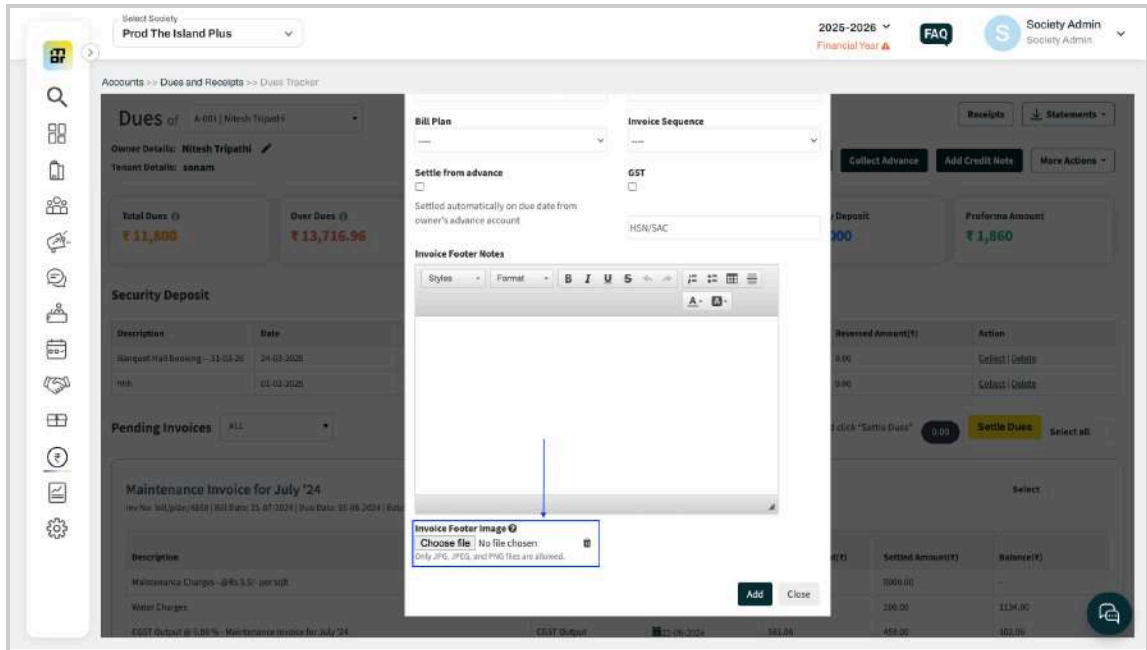 Select Society
Prod The Island Plus
2025-2026
Financial Year
FAQ
S
Society Admin
Society Admin
Accounts >> Dues and Receipts >> Dues Tracker
Dues of A-001 | Nitesh Tripathi
Receipts
Statements
Owner Details: Nitesh Tripathi
Tenant Details: sonam
Collect Advance
Add Credit Note
More Actions
Total Dues
₹ 11,800
Over Dues
₹ 13,716.96
Deposit
000
Proforma Amount
₹ 1,860
Security Deposit
Description
Date
Reversed Amount(₹)
Action
Banquet Hall Booking - 31-03-25
24-03-2025
0.00
Collect | Delete
01-02-2025
0.00
Collect | Delete
Pending Invoices
ALL
click "Settle Dues"
0.00
Settle Dues
Select all
Maintenance Invoice for July '24
Select
Description
Settled Amount(₹)
Balance(₹)
Maintenance Charges - @Rs 5.5/- per sqft
5000.00
-
Water Charges
1134.00
CGST Output @ 9.00 % - Maintenance Invoice for July '24
CGST Output
561.06
459.00
102.06
Bill Plan
----
Invoice Sequence
----
Settle from advance
GST
Settled automatically on due date from
owner's advance account
HSN/SAC
Invoice Footer Notes
Styles
Format
B I U S
A
A
Invoice Footer Image
Choose file No file chosen
Only JPG, JPEG, and PNG files are allowed.
Add
Close